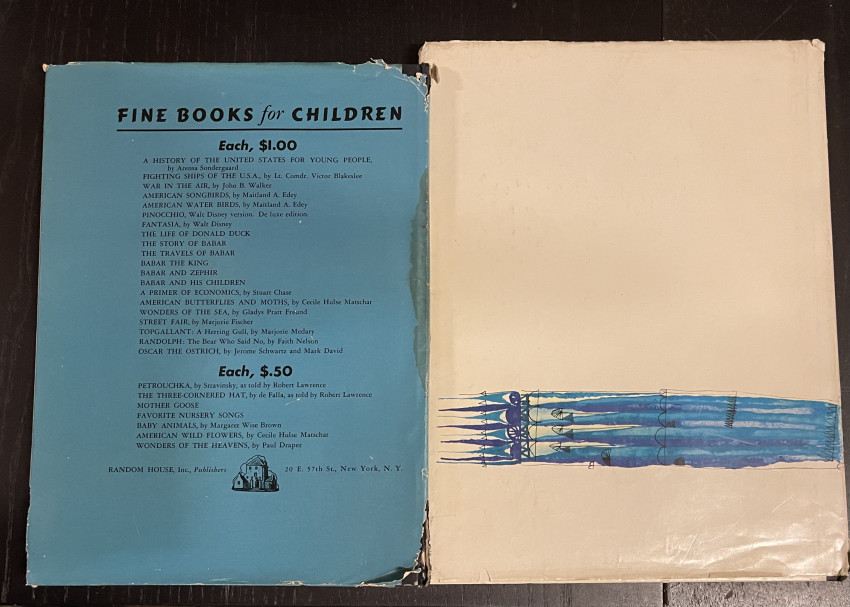 FINE BOOKS for CHILDREN
Each, $1.00
A HISTORY OF THE UNITED STATES FOR YOUNG PEOPLE,
by Arensa Sondergaard
FIGHTING SHIPS OF THE U.S.A., by Lt. Comdr. Victor Blakeslee
WAR IN THE AIR, by John B. Walker
AMERICAN SONGBIRDS, by Maitland A. Edey
AMERICAN WATER BIRDS, by Maitland A. Edey
PINOCCHIO, Walt Disney version. De luxe edition
FANTASIA, by Walt Disney
THE LIFE OF DONALD DUCK
THE STORY OF BABAR
THE TRAVELS OF BABAR
BABAR THE KING
BABAR AND ZEPHIR
BABAR AND HIS CHILDREN
A PRIMER OF ECONOMICS, by Stuart Chase
AMERICAN BUTTERFLIES AND MOTHS, by Cecile Hulse Matschat
WONDERS OF THE SEA, by Gladys Pratt
STREET FAIR, by Marjorie Fischer
TOPGALLANT: A Herring Gull, by Marjorie Medary
RANDOLPH: The Bear Who Said No, by Faith Nelson
OSCAR THE OSTRICH, by Jerome Schwartz and Mark David
Each, $.50
PETROUCHKA, by Stravinsky, as told by Robert Lawrence
THE THREE-CORNERED HAT, by de Falla, as told by Robert Lawrence
MOTHER GOOSE
FAVORITE NURSERY SONGS
BABY ANIMALS, by Margaret Wise Brown
AMERICAN WILD FLOWERS, by Cecile Hulse Matschat
WONDERS OF THE HEAVENS, by Paul Draper
RANDOM HOUSE, Inc., Publishers 20 E. 57th St., New York, N. Y.